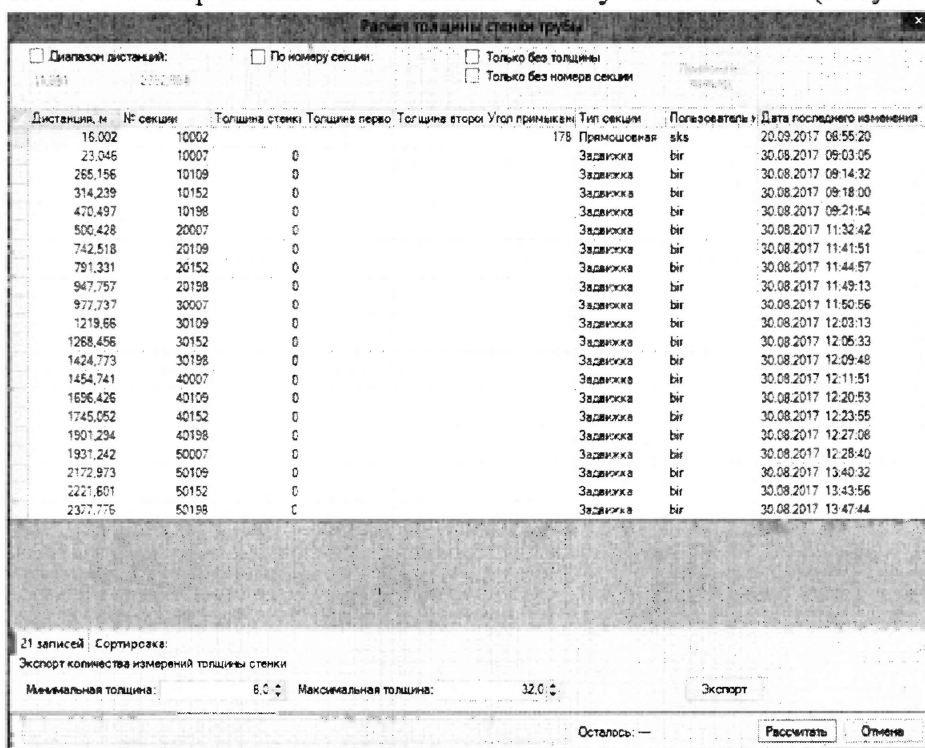 Расчет толщины стенки трубы
Диапазон дистанций: По номеру секции: Только без толщины
Только без номера секции
Дистанция, м № секции Толщина стенки Толщина перво Толщина второй Угол примыкани Тип секции Пользователь у Дата последнего изменения
16,002 10002 178 Прямошовная sks 20.09.2017 08:55:20
23,046 10007 0 Задвижка bir 30.08.2017 09:03:05
265,156 10109 0 Задвижка bir 30.08.2017 09:14:32
314,239 10152 0 Задвижка bir 30.08.2017 09:18:00
470,497 10198 0 Задвижка bir 30.08.2017 09:21:54
500,428 20007 0 Задвижка bir 30.08.2017 11:32:42
742,518 20109 0 Задвижка bir 30.08.2017 11:41:51
791,331 20152 0 Задвижка bir 30.08.2017 11:44:57
947,757 20198 0 Задвижка bir 30.08.2017 11:49:13
977,737 30007 0 Задвижка bir 30.08.2017 11:50:56
1219,66 30109 0 Задвижка bir 30.08.2017 12:03:13
1268,456 30152 0 Задвижка bir 30.08.2017 12:05:33
1424,773 30198 0 Задвижка bir 30.08.2017 12:09:48
1454,741 40007 0 Задвижка bir 30.08.2017 12:11:51
1696,426 40109 0 Задвижка bir 30.08.2017 12:20:53
1745,052 40152 0 Задвижка bir 30.08.2017 12:23:55
1901,294 40198 0 Задвижка bir 30.08.2017 12:27:08
1931,242 50007 0 Задвижка bir 30.08.2017 12:28:40
2172,973 50109 0 Задвижка bir 30.08.2017 13:40:32
2221,601 50152 0 Задвижка bir 30.08.2017 13:43:56
2377,776 50198 0 Задвижка bir 30.08.2017 13:47:44
21 записей Сортировка:
Экспорт количества измерений толщины стенки
Минимальная толщина: 6,0 Максимальная толщина: 32,0 Экспорт
Осталось: — Рассчитать Отмена